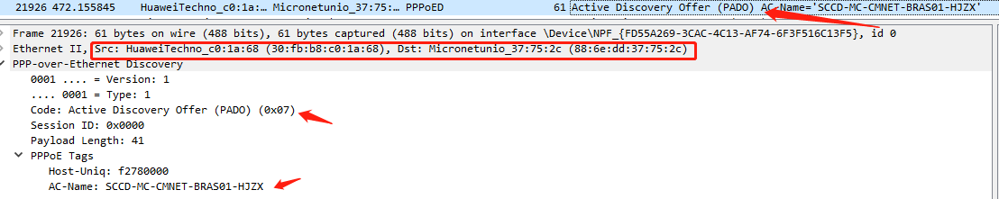 21926 472.155845 HuaweiTechno_c0:1a:… Micronetunio_37:75:… PPPoED 61 Active Discovery Offer (PADO) AC-Name='SCCD-MC-CMNET-BRAS01-HJZX'
Frame 21926: 61 bytes on wire (488 bits), 61 bytes captured (488 bits) on interface \Device\NPF_{FD55A269-3CAC-4C13-AF74-6F3F516C13F5}, id 0
Ethernet II, Src: HuaweiTechno_c0:1a:68 (30:fb:b8:c0:1a:68), Dst: Micronetunio_37:75:2c (88:6e:dd:37:75:2c)
PPP-over-Ethernet Discovery
0001 .... = Version: 1
.... 0001 = Type: 1
Code: Active Discovery Offer (PADO) (0x07)
Session ID: 0x0000
Payload Length: 41
PPPoE Tags
Host-Uniq: f2780000
AC-Name: SCCD-MC-CMNET-BRAS01-HJZX